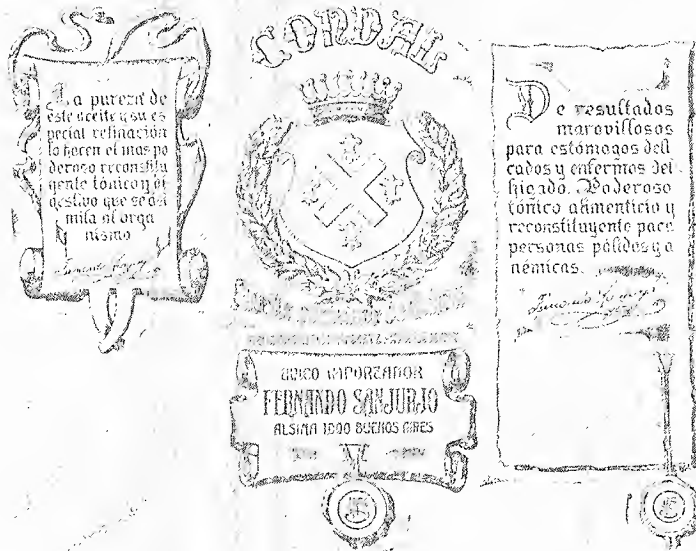 CONDAL
La pureza de
este aceite y su es
pecial refinación
lo hacen el mas po
deroso reconstitu
yente tónico y di
gestivo que se asi
mila al orga
nismo
De resultados
maravillosos
para estómagos deli
cados y enfermos del
hígado. Poderoso
tónico alimenticio y
reconstituyente para
personas pálidas y a
némicas.
UNICO IMPORTADOR
FERNANDO SANJURJO
ALSINA 1090 BUENOS AIRES